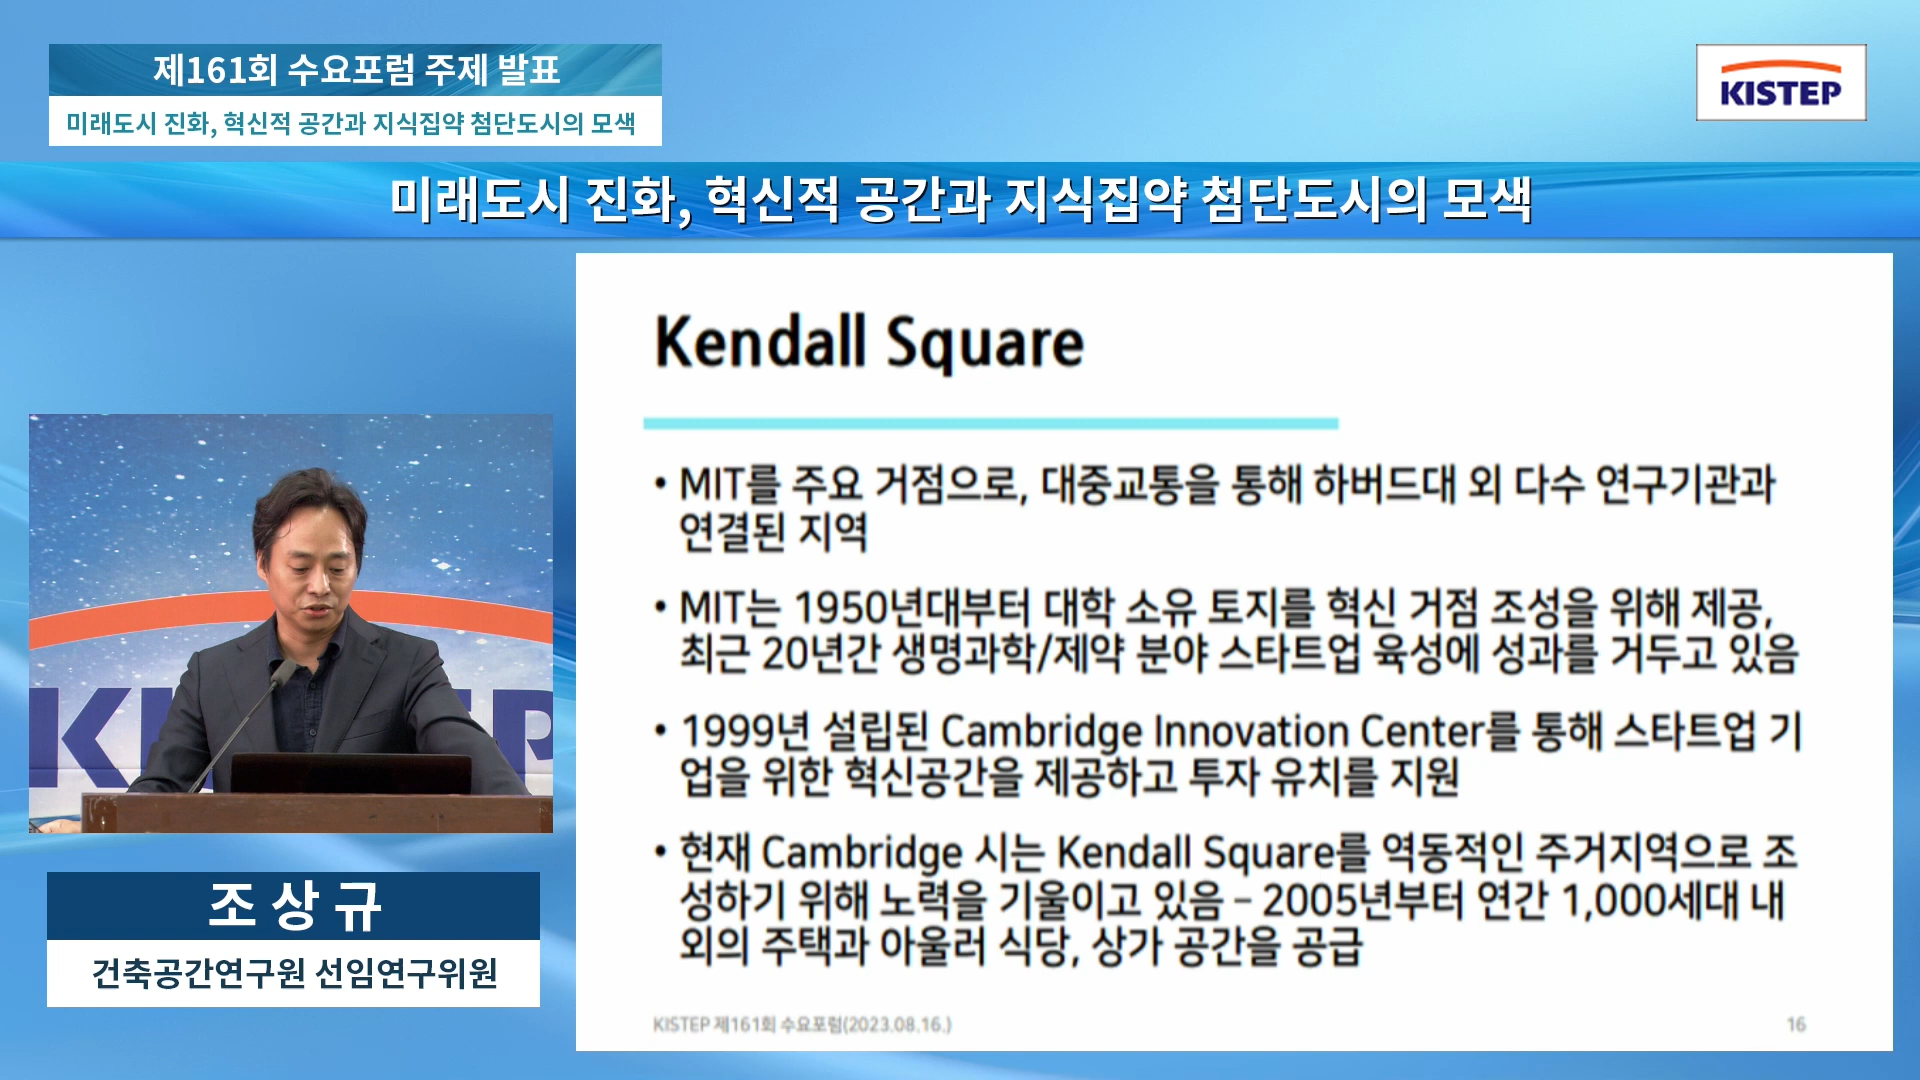 제161회 수요포럼 주제 발표
미래도시 진화, 혁신적 공간과 지식집약 첨단도시의 모색
KISTEP
미래도시 진화, 혁신적 공간과 지식집약 첨단도시의 모색
Kendall Square
• MIT를 주요 거점으로, 대중교통을 통해 하버드대 외 다수 연구기관과
연결된 지역
• MIT는 1950년대부터 대학 소유 토지를 혁신 거점 조성을 위해 제공,
최근 20년간 생명과학/제약 분야 스타트업 육성에 성과를 거두고 있음
• 1999년 설립된 Cambridge Innovation Center를 통해 스타트업 기
업을 위한 혁신공간을 제공하고 투자 유치를 지원
• 현재 Cambridge 시는 Kendall Square를 역동적인 주거지역으로 조
성하기 위해 노력을 기울이고 있음 – 2005년부터 연간 1,000세대 내
외의 주택과 아울러 식당, 상가 공간을 공급
KISTEP 제161회 수요포럼(2023.08.16.)
16
조상규
건축공간연구원 선임연구위원